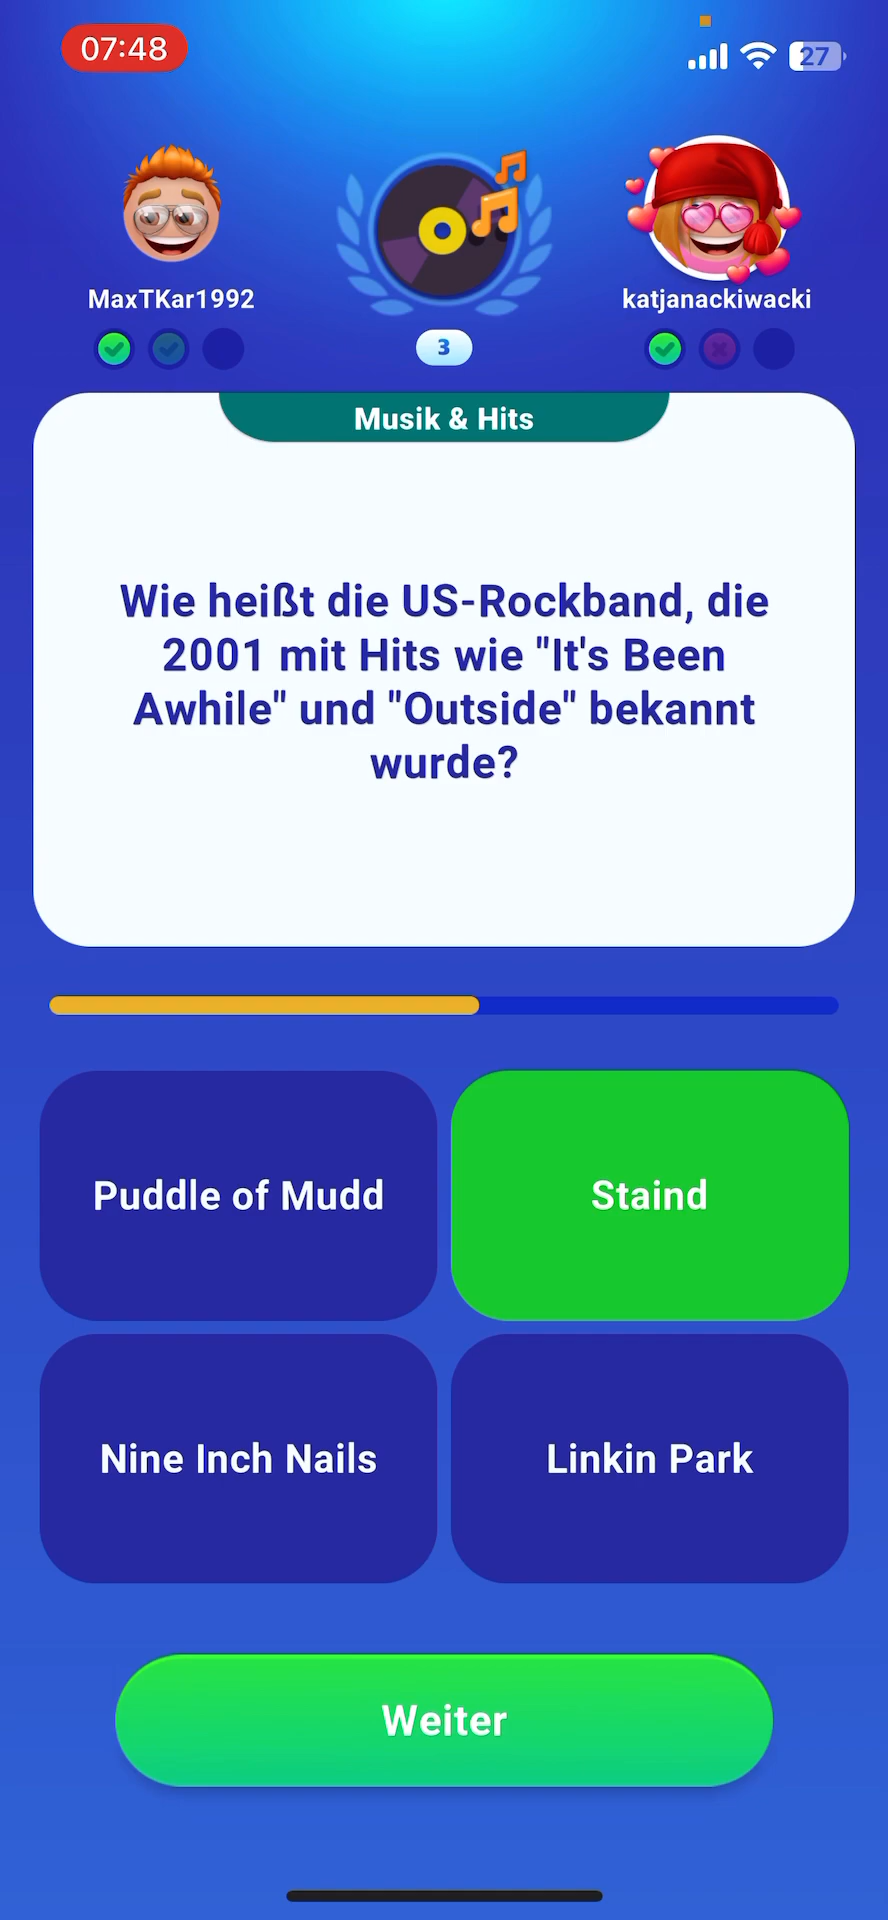 07:48
27
MaxTKar1992
katjanackiwacki
3
Musik & Hits
Wie heißt die US-Rockband, die
2001 mit Hits wie "It's Been
Awhile" und "Outside" bekannt
wurde?
Puddle of Mudd
Staind
Nine Inch Nails
Linkin Park
Weiter